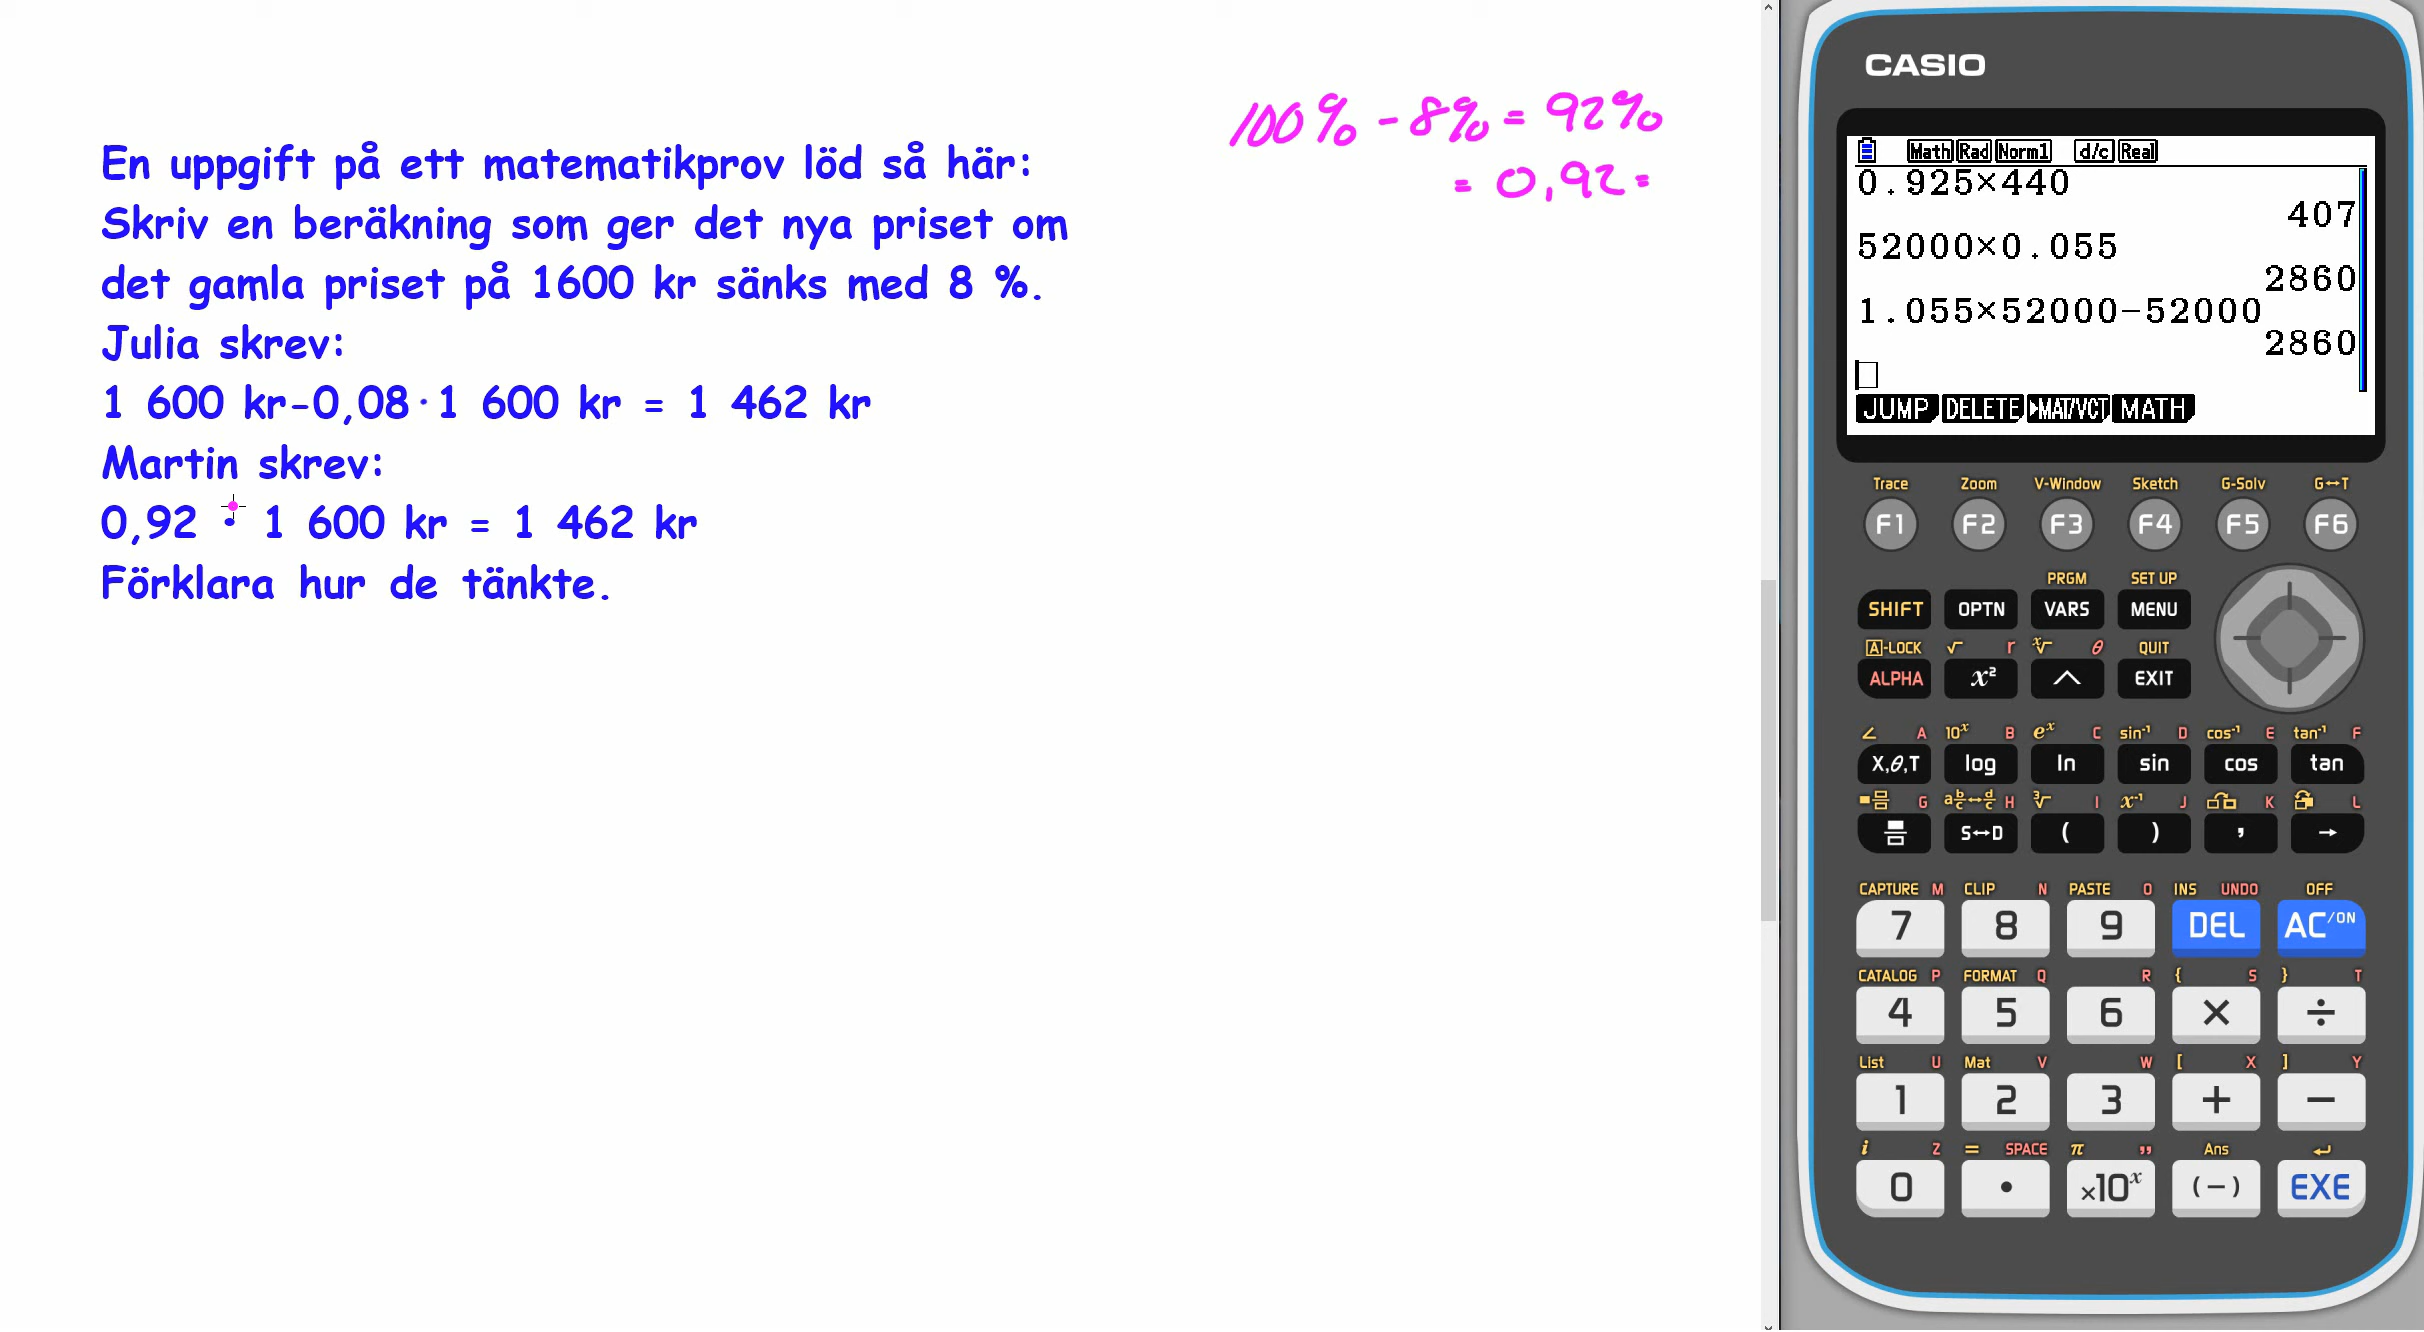 En uppgift på ett matematikprov löd så här:
Skriv en beräkning som ger det nya priset om
det gamla priset på 1600 kr sänks med 8 %.
Julia skrev:
1 600 kr-0,08·1 600 kr = 1 462 kr
Martin skrev:
0,92 · 1 600 kr = 1 462 kr
Förklara hur de tänkte.
100% - 8% = 92%
= 0,92 =
CASIO
Math Rad Norm1 d/c Real
0.925×440
407
52000×0.055
2860
1.055×52000-52000
2860
JUMP DELETE ▶MAT/VCT MATH
Trace Zoom V-Window Sketch G-Solv G↔T
F1 F2 F3 F4 F5 F6
PRGM SET UP
SHIFT OPTN VARS MENU
A-LOCK √ r ˣ√ θ QUIT
ALPHA x² ^ EXIT
∠ A 10ˣ B eˣ C sin⁻¹ D cos⁻¹ E tan⁻¹ F
X,θ,T log ln sin cos tan
G a b/c↔d/c H ³√ I x⁻¹ J K L
S↔D ( ) , →
CAPTURE M CLIP N PASTE O INS UNDO OFF
7 8 9 DEL AC/ON
CATALOG P FORMAT Q R { S } T
4 5 6 × ÷
List U Mat V W [ X ] Y
1 2 3 + −
i Z = SPACE π " Ans ↵
0 . ×10ˣ (−) EXE